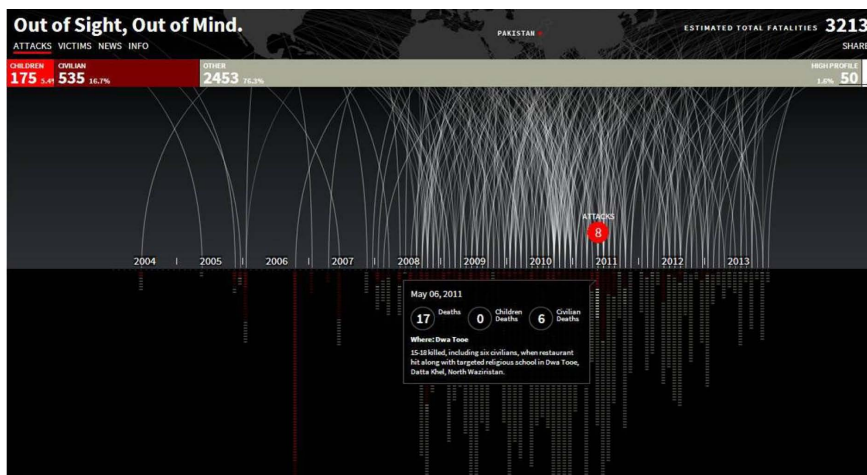 Out of Sight, Out of Mind.
ATTACKS VICTIMS NEWS INFO
PAKISTAN
ESTIMATED TOTAL FATALITIES 3213
SHARE
CHILDREN
175
CIVILIAN
535 16.7%
OTHER
2453 76.3%
HIGH PROFILE
1.6% 50
ATTACKS
8
2004 2005 2006 2007 2008 2009 2010 2011 2012 2013
May 06, 2011
17 Deaths
0 Children Deaths
6 Civilian Deaths
Where: Dwa Tooe
15-18 killed, including six civilians, when restaurant
hit along with targeted religious school in Dwa Tooe,
Datta Khel, North Waziristan.